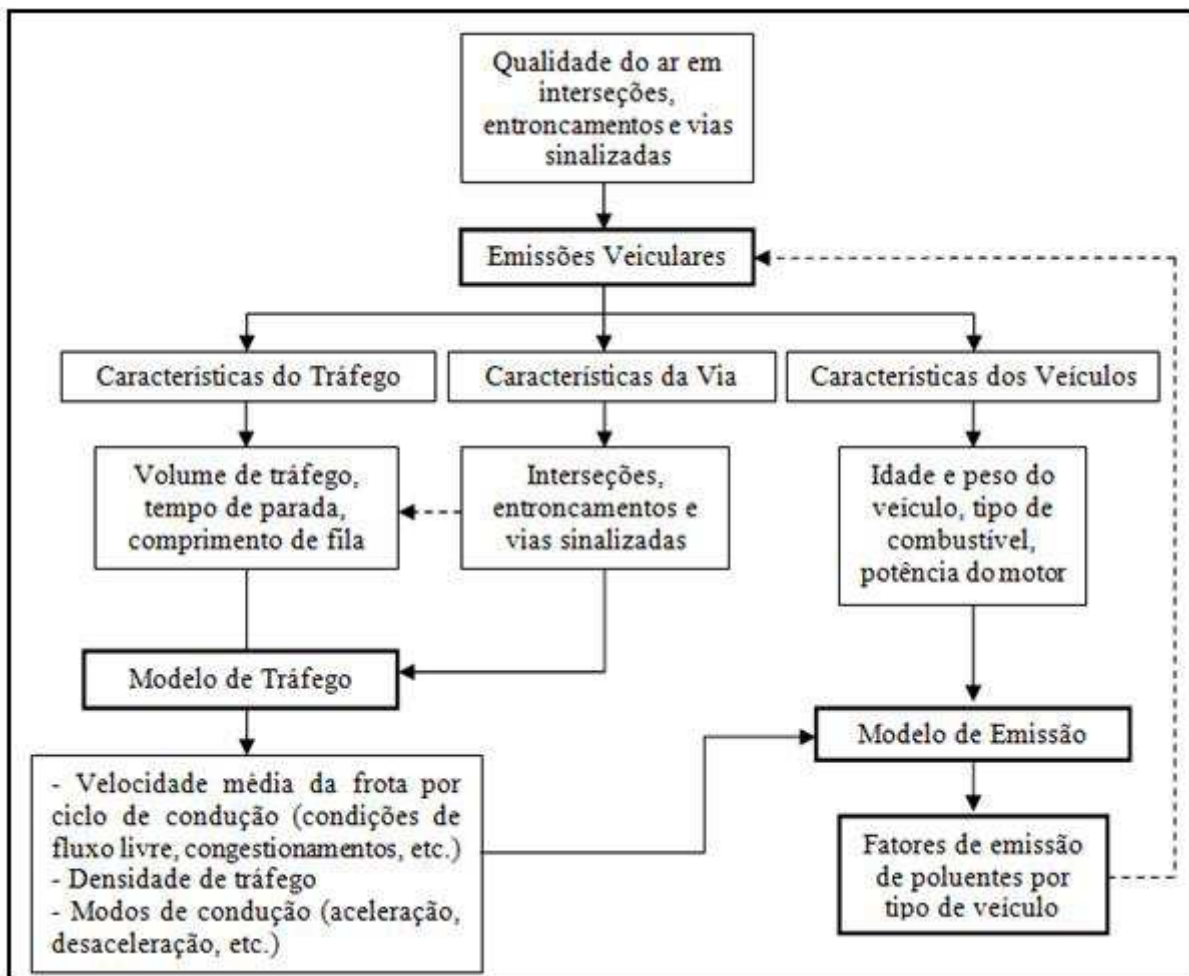 Qualidade do ar em
interseções,
entroncamentos e vias
sinalizadas
Emissões Veiculares
Características do Tráfego
Características da Via
Características dos Veículos
Volume de tráfego,
tempo de parada,
comprimento de fila
Interseções,
entroncamentos e
vias sinalizadas
Idade e peso do
veículo, tipo de
combustível,
potência do motor
Modelo de Tráfego
Modelo de Emissão
- Velocidade média da frota por
ciclo de condução (condições de
fluxo livre, congestionamentos, etc.)
- Densidade de tráfego
- Modos de condução (aceleração,
desaceleração, etc.)
Fatores de emissão
de poluentes por
tipo de veículo